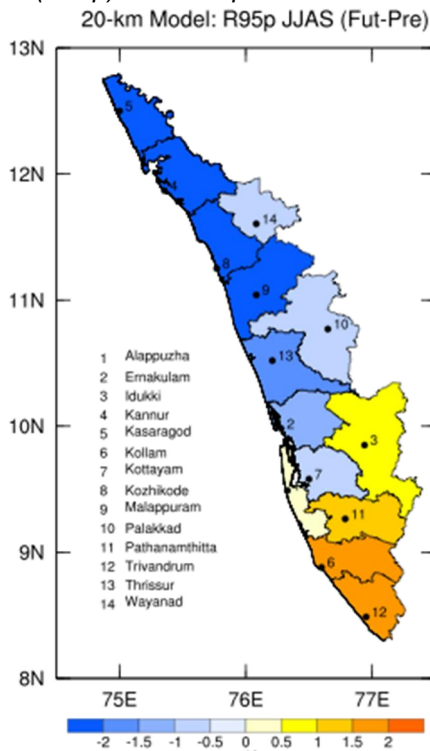 20-km Model: R95p JJAS (Fut-Pre)
13N
5
12N
4
14
8
11N
9
10
13
1 Alappuzha
2 Ernakulam
3 Idukki
4 Kannur
5 Kasaragod
6 Kollam
7 Kottayam
8 Kozhikode
9 Malappuram
10 Palakkad
11 Pathanamthitta
12 Trivandrum
13 Thrissur
14 Wayanad
10N
2
3
7
11
9N
6
12
8N
75E 76E 77E
-2 -1.5 -1 -0.5 0 0.5 1 1.5 2